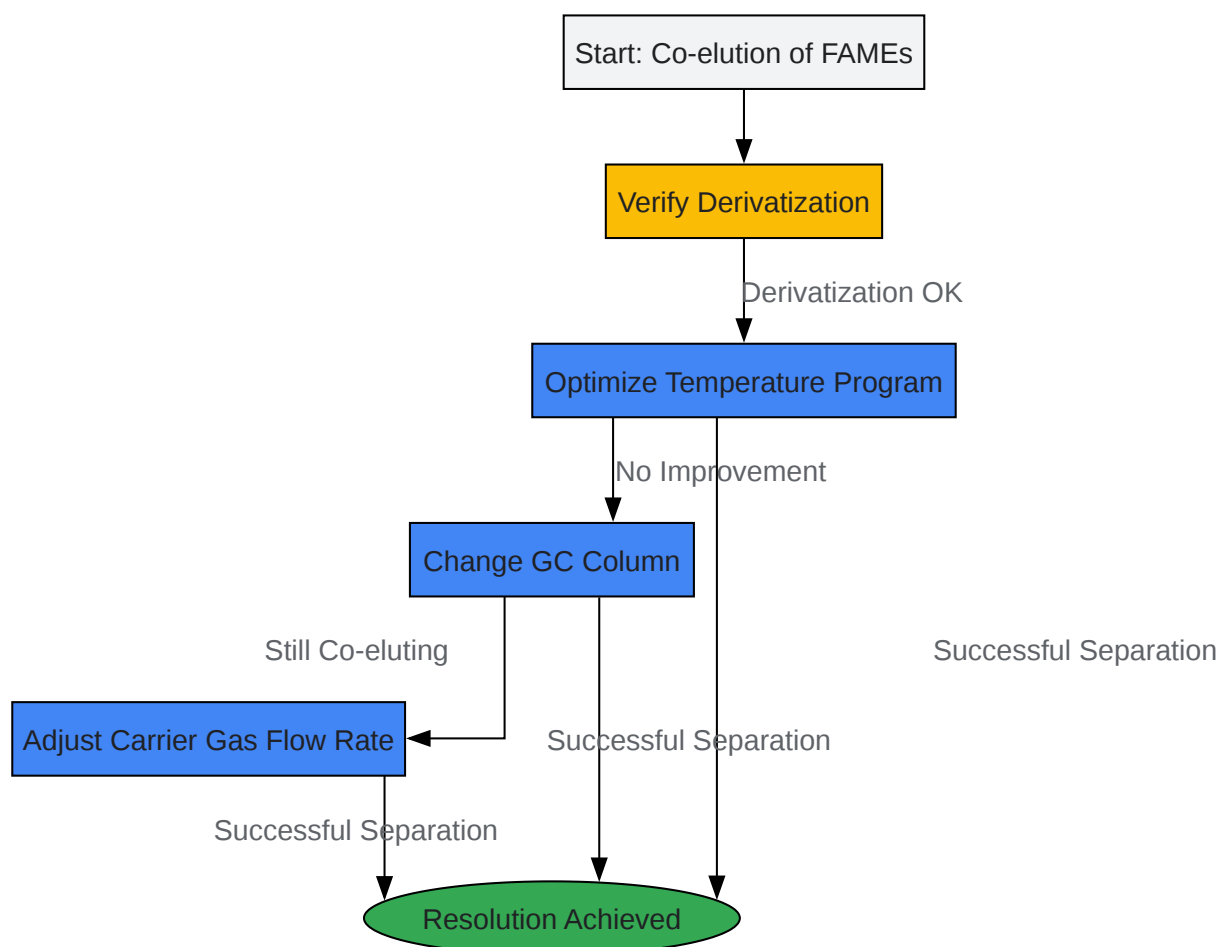 Start: Co-elution of FAMEs
Verify Derivatization
Derivatization OK
Optimize Temperature Program
No Improvement
Change GC Column
Still Co-eluting
Successful Separation
Adjust Carrier Gas Flow Rate
Successful Separation
Successful Separation
Resolution Achieved